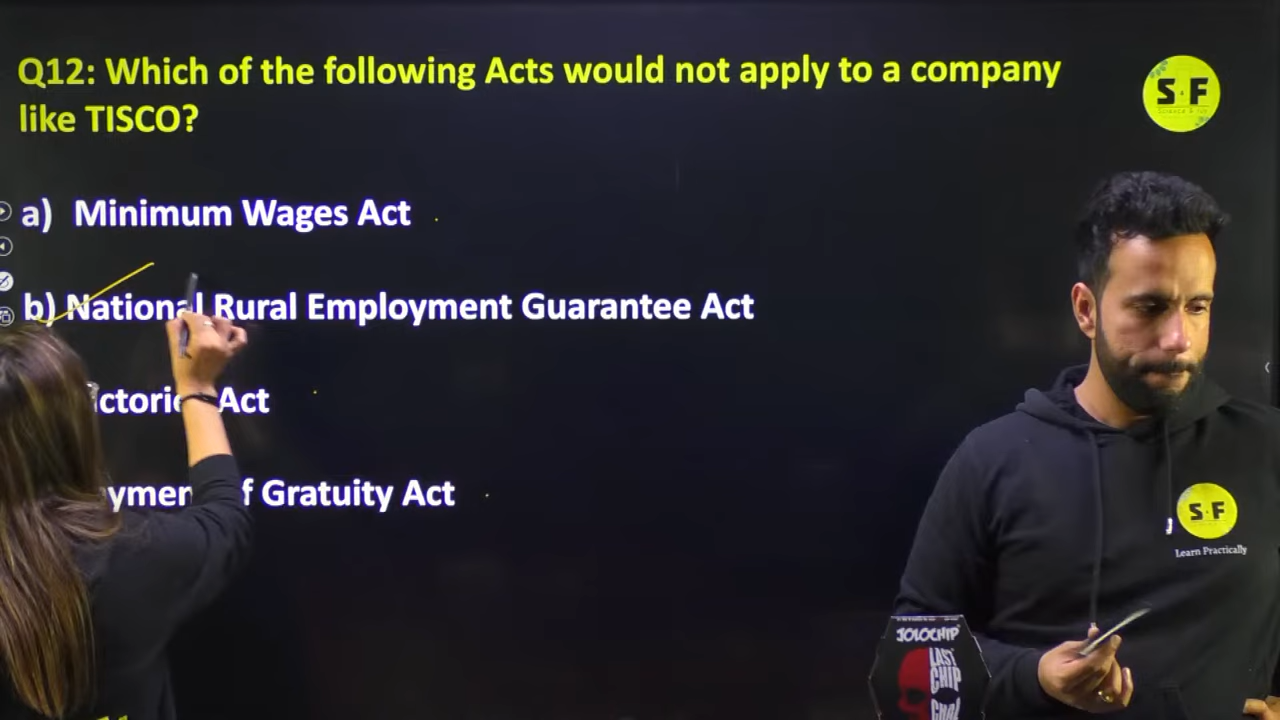 Q12: Which of the following Acts would not apply to a company
like TISCO?
S F
a) Minimum Wages Act
b) National Rural Employment Guarantee Act
Act
Gratuity Act
S F
Learn Practically
JOLOCHIP
LAST
CHIP